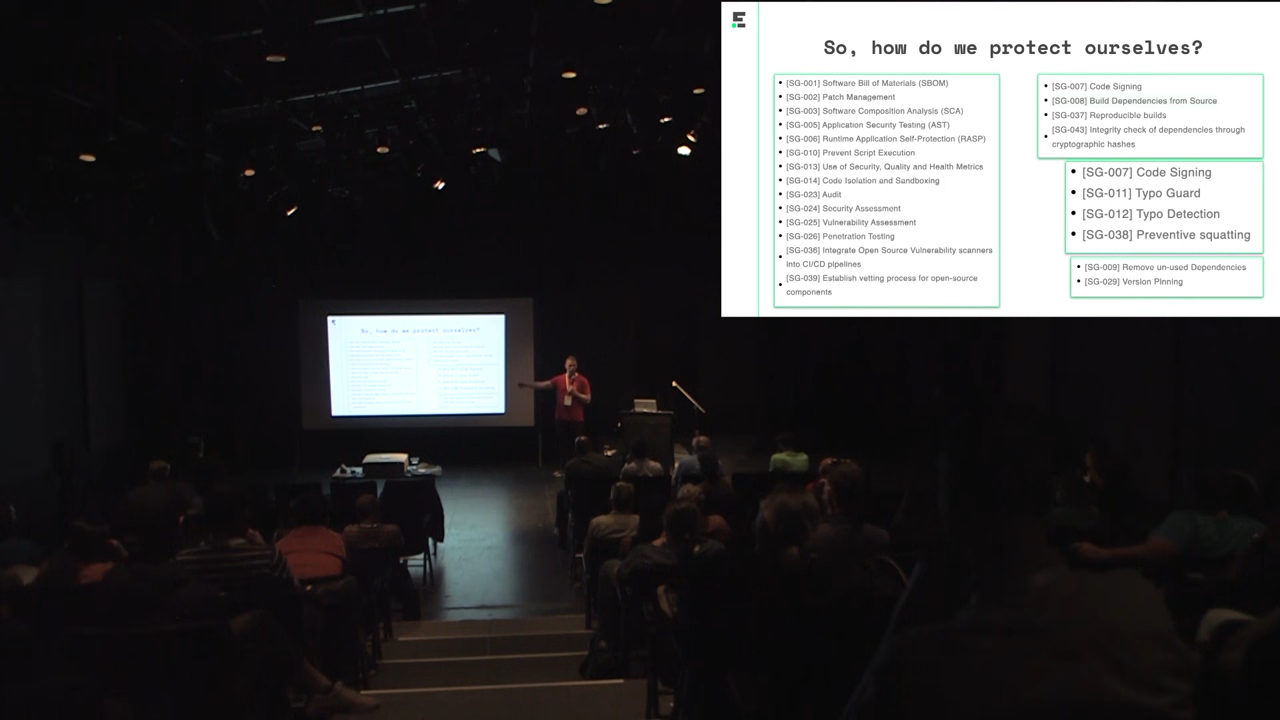 So, how do we protect ourselves?
[SG-001] Software Bill of Materials (SBOM)
[SG-002] Patch Management
[SG-003] Software Composition Analysis (SCA)
[SG-005] Application Security Testing (AST)
[SG-006] Runtime Application Self-Protection (RASP)
[SG-010] Prevent Script Execution
[SG-013] Use of Security, Quality and Health Metrics
[SG-014] Code Isolation and Sandboxing
[SG-023] Audit
[SG-024] Security Assessment
[SG-025] Vulnerability Assessment
[SG-026] Penetration Testing
[SG-036] Integrate Open Source Vulnerability scanners
into CI/CD pipelines
[SG-039] Establish vetting process for open-source
components
[SG-007] Code Signing
[SG-008] Build Dependencies from Source
[SG-037] Reproducible builds
[SG-043] Integrity check of dependencies through
cryptographic hashes
[SG-007] Code Signing
[SG-011] Typo Guard
[SG-012] Typo Detection
[SG-038] Preventive squatting
[SG-009] Remove un-used Dependencies
[SG-029] Version Pinning
So, how do we protect ourselves?